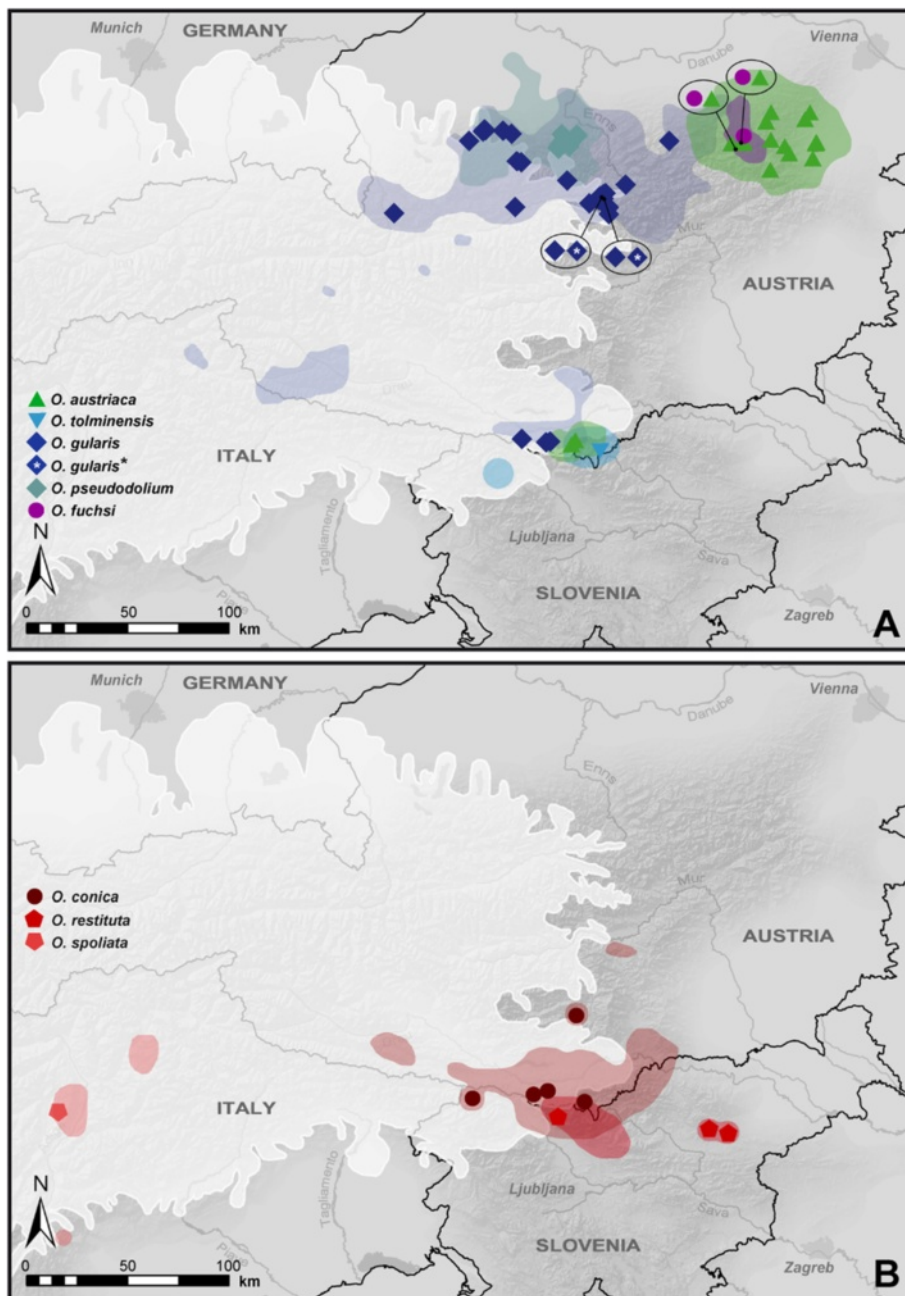 Munich
GERMANY
Vienna
Danube
Enns
Mur
AUSTRIA
O. austriaca
O. tolminensis
O. gularis
O. gularis*
O. pseudodolium
O. fuchsi
ITALY
N
Tagliamento
Ljubljana
Sava
SLOVENIA
Piave
Zagreb
0 50 100
km
A
Munich
GERMANY
Vienna
Danube
Enns
O. conica
O. restituta
O. spoliata
Mur
AUSTRIA
ITALY
N
Tagliamento
Ljubljana
Sava
SLOVENIA
Piave
Zagreb
0 50 100
km
B